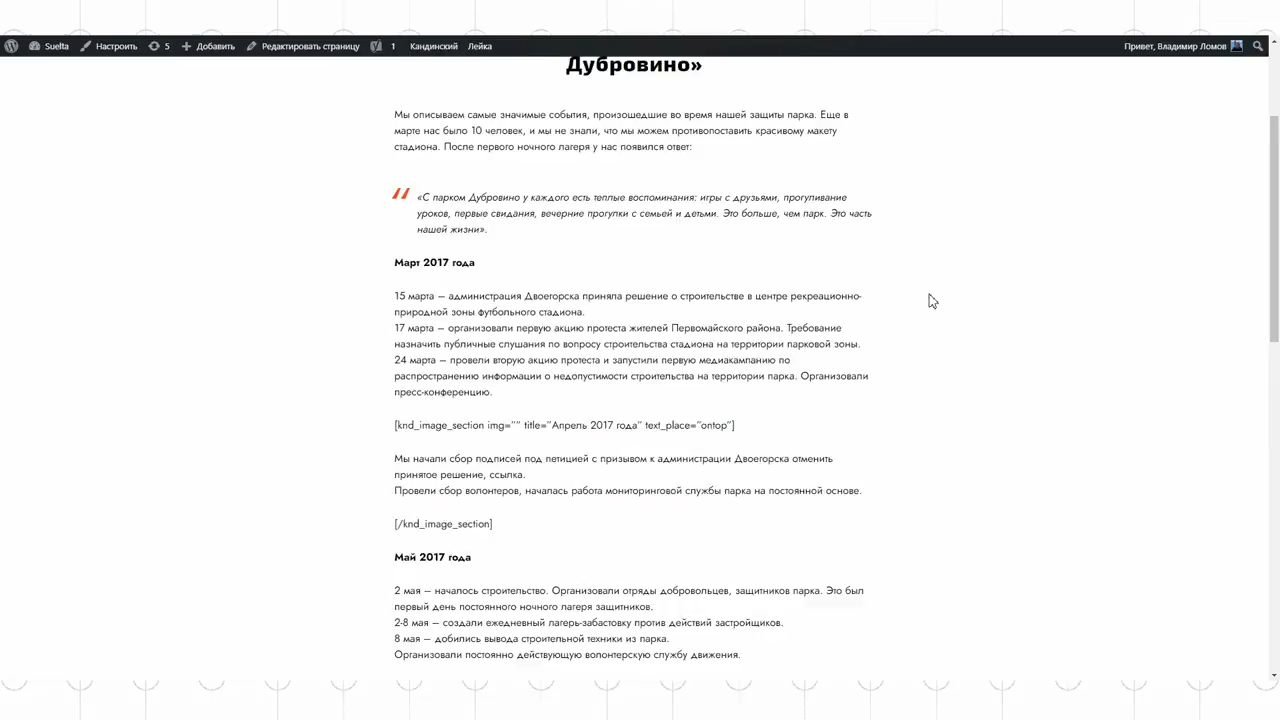 Suelta Настроить 5 Добавить Редактировать страницу 1 Кандинский Лейка Привет, Владимир Ломов
Дубровино»
Мы описываем самые значимые события, произошедшие во время нашей защиты парка. Еще в
марте нас было 10 человек, и мы не знали, что мы можем противопоставить красивому макету
стадиона. После первого ночного лагеря у нас появился ответ:
«С парком Дубровино у каждого есть теплые воспоминания: игры с друзьями, прогуливание
уроков, первые свидания, вечерние прогулки с семьей и детьми. Это больше, чем парк. Это часть
нашей жизни».
Март 2017 года
15 марта – администрация Двоегорска приняла решение о строительстве в центре рекреационно-
природной зоны футбольного стадиона.
17 марта – организовали первую акцию протеста жителей Первомайского района. Требование
назначить публичные слушания по вопросу строительства стадиона на территории парковой зоны.
24 марта – провели вторую акцию протеста и запустили первую медиакампанию по
распространению информации о недопустимости строительства на территории парка. Организовали
пресс-конференцию.
[knd_image_section img="" title="Апрель 2017 года" text_place="ontop"]
Мы начали сбор подписей под петицией с призывом к администрации Двоегорска отменить
принятое решение, ссылка.
Провели сбор волонтеров, началась работа мониторинговой службы парка на постоянной основе.
[/knd_image_section]
Май 2017 года
2 мая – началось строительство. Организовали отряды добровольцев, защитников парка. Это был
первый день постоянного ночного лагеря защитников.
2-8 мая – создали ежедневный лагерь-забастовку против действий застройщиков.
8 мая – добились вывода строительной техники из парка.
Организовали постоянно действующую волонтерскую службу движения.